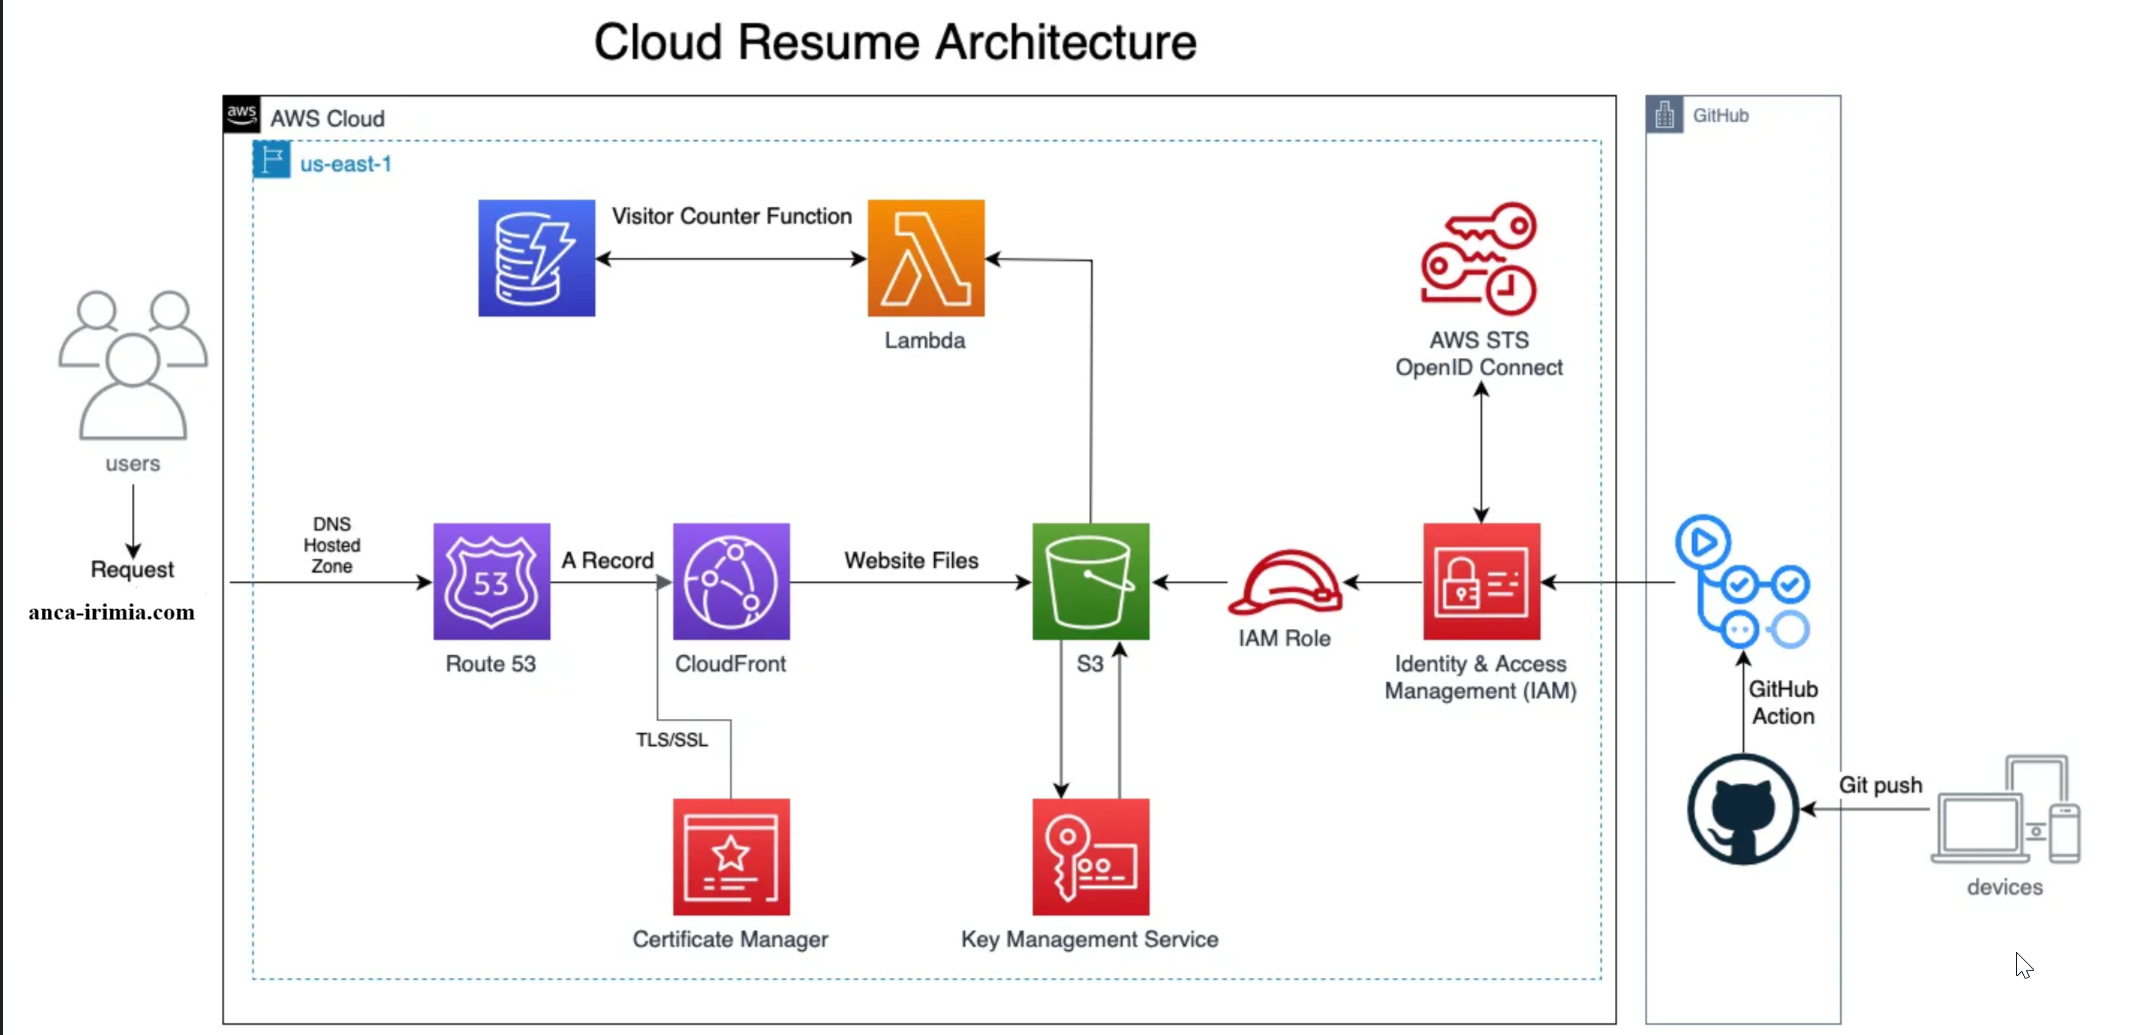 Cloud Resume Architecture
aws
AWS Cloud
GitHub
us-east-1
Visitor Counter Function
Lambda
AWS STS
OpenID Connect
users
Request
anca-irimia.com
DNS
Hosted
Zone
53
Route 53
A Record
CloudFront
Website Files
S3
IAM Role
Identity & Access
Management (IAM)
GitHub
Action
TLS/SSL
Git push
devices
Certificate Manager
Key Management Service